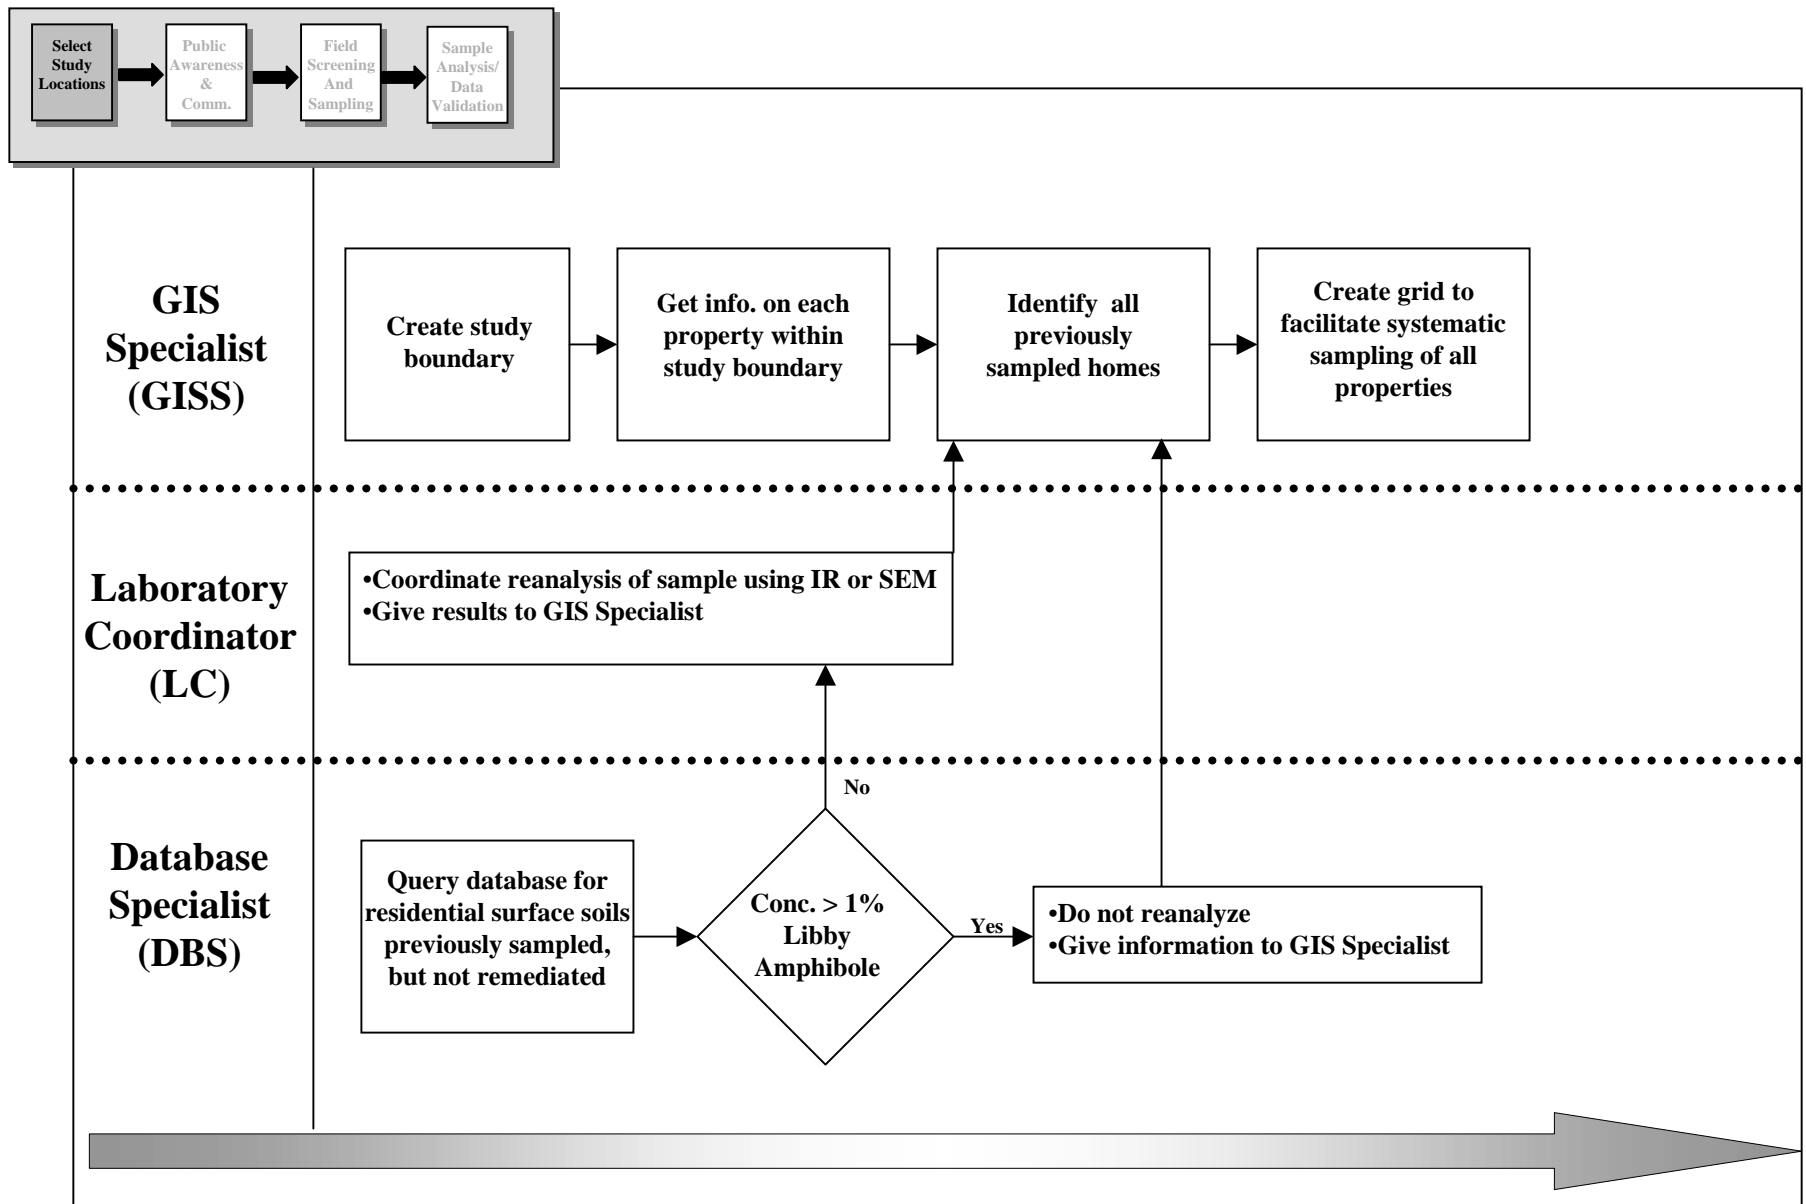 Select
Study
Locations
Public
Awareness
&
Comm.
Field
Screening
And
Sampling
Sample
Analysis/
Data
Validation
GIS
Specialist
(GISS)
Create study
boundary
Get info. on each
property within
study boundary
Identify all
previously
sampled homes
Create grid to
facilitate systematic
sampling of all
properties
Laboratory
Coordinator
(LC)
•Coordinate reanalysis of sample using IR or SEM
•Give results to GIS Specialist
Database
Specialist
(DBS)
Query database for
residential surface soils
previously sampled,
but not remediated
No
Conc. > 1%
Libby
Amphibole
Yes
•Do not reanalyze
•Give information to GIS Specialist